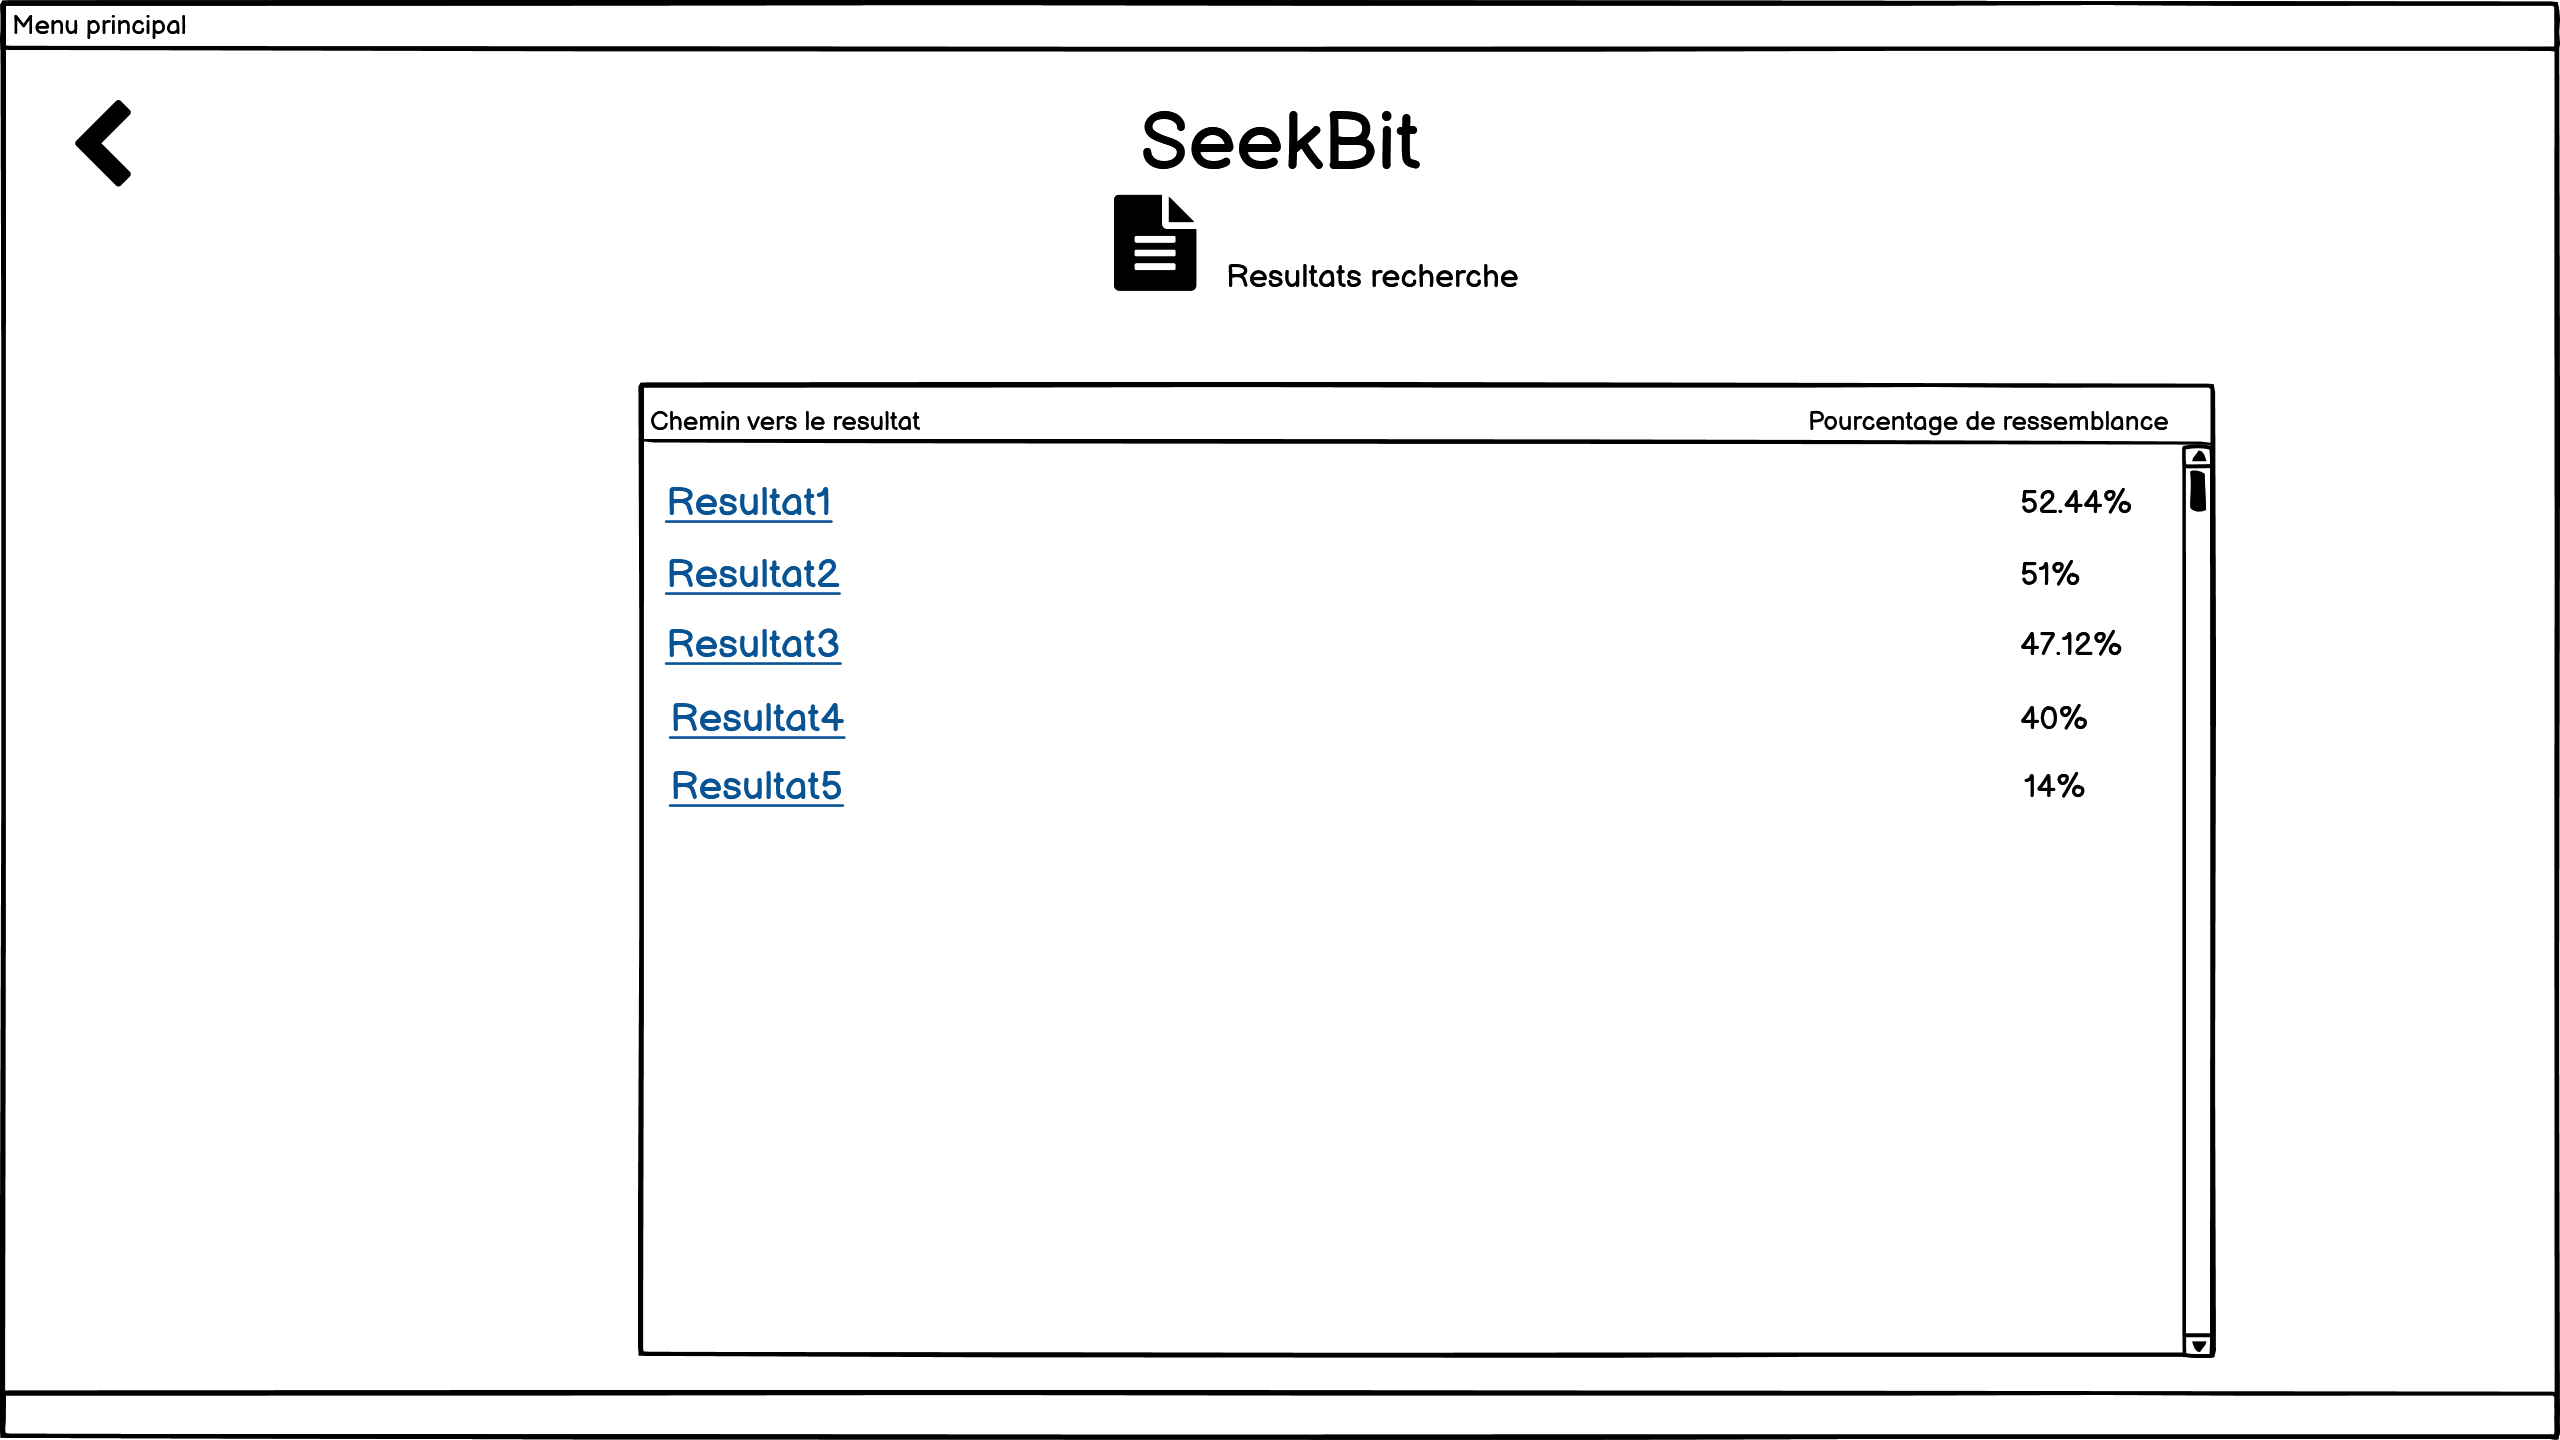 Menu principal
SeekBit
Resultats recherche
Chemin vers le resultat Pourcentage de ressemblance
Resultat1 52.44%
Resultat2 51%
Resultat3 47.12%
Resultat4 40%
Resultat5 14%